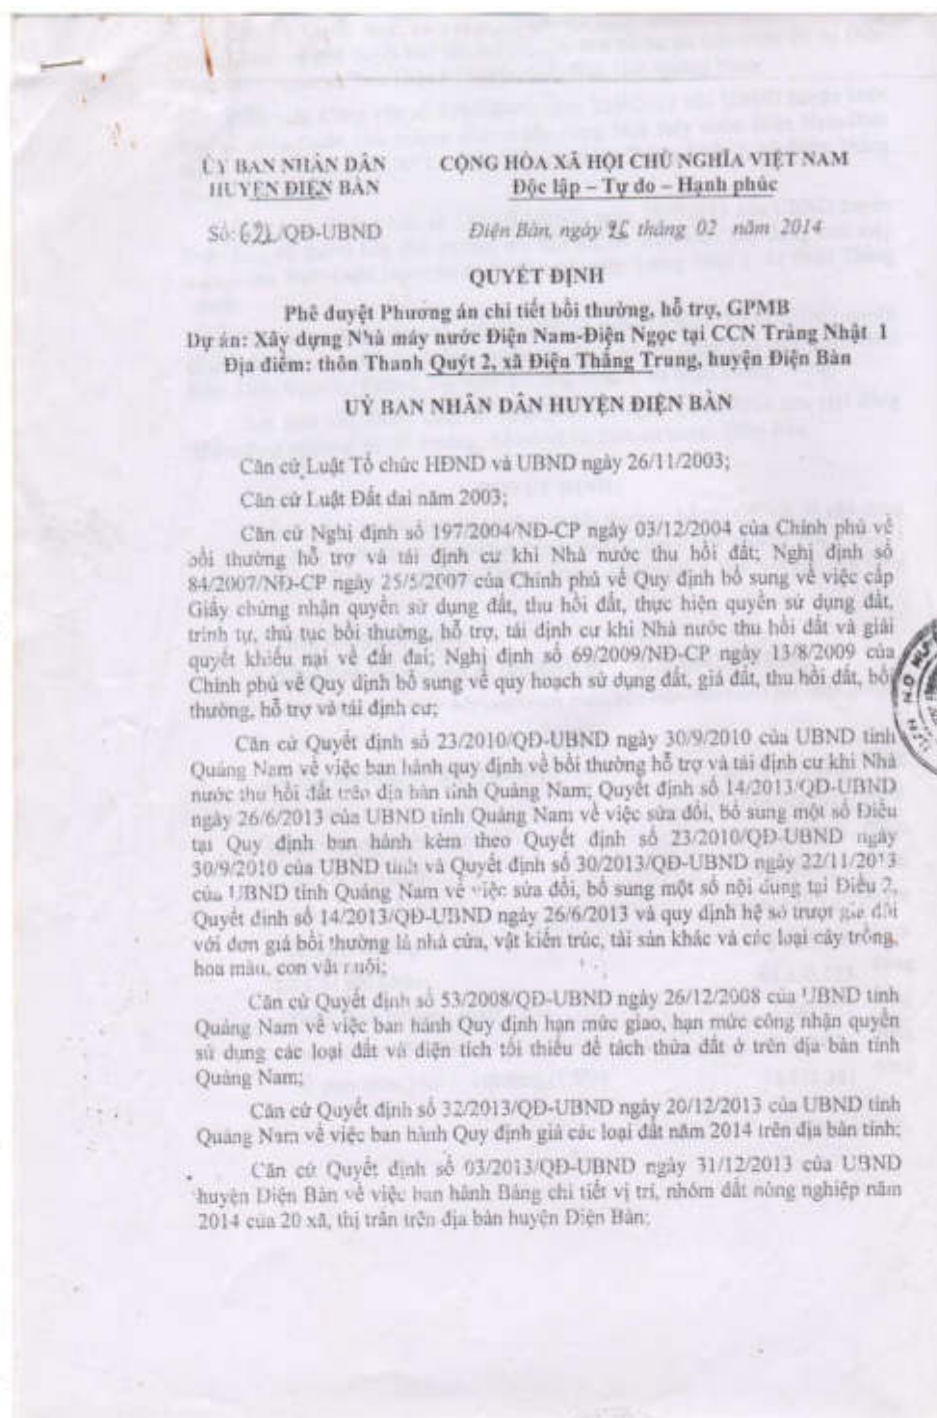 ỦY BAN NHÂN DÂN
HUYỆN ĐIỆN BÀN
CỘNG HÒA XÃ HỘI CHỦ NGHĨA VIỆT NAM
Độc lập – Tự do – Hạnh phúc
Số: 621/QĐ-UBND
Điện Bàn, ngày 26 tháng 02 năm 2014
QUYẾT ĐỊNH
Phê duyệt Phương án chi tiết bồi thường, hỗ trợ, GPMB
Dự án: Xây dựng Nhà máy nước Điện Nam-Điện Ngọc tại CCN Trảng Nhật 1
Địa điểm: thôn Thanh Quýt 2, xã Điện Thắng Trung, huyện Điện Bàn
UỶ BAN NHÂN DÂN HUYỆN ĐIỆN BÀN
Căn cứ Luật Tổ chức HĐND và UBND ngày 26/11/2003;
Căn cứ Luật Đất đai năm 2003;
Căn cứ Nghị định số 197/2004/NĐ-CP ngày 03/12/2004 của Chính phủ về
bồi thường hỗ trợ và tái định cư khi Nhà nước thu hồi đất; Nghị định số
84/2007/NĐ-CP ngày 25/5/2007 của Chính phủ về Quy định bổ sung về việc cấp
Giấy chứng nhận quyền sử dụng đất, thu hồi đất, thực hiện quyền sử dụng đất,
trình tự, thủ tục bồi thường, hỗ trợ, tái định cư khi Nhà nước thu hồi đất và giải
quyết khiếu nại về đất đai; Nghị định số 69/2009/NĐ-CP ngày 13/8/2009 của
Chính phủ về Quy định bổ sung về quy hoạch sử dụng đất, giá đất, thu hồi đất, bồi
thường, hỗ trợ và tái định cư;
Căn cứ Quyết định số 23/2010/QĐ-UBND ngày 30/9/2010 của UBND tỉnh
Quảng Nam về việc ban hành quy định về bồi thường hỗ trợ và tái định cư khi Nhà
nước thu hồi đất trên địa bàn tỉnh Quảng Nam; Quyết định số 14/2013/QĐ-UBND
ngày 26/6/2013 của UBND tỉnh Quảng Nam về việc sửa đổi, bổ sung một số Điều
tại Quy định ban hành kèm theo Quyết định số 23/2010/QĐ-UBND ngày
30/9/2010 của UBND tỉnh và Quyết định số 30/2013/QĐ-UBND ngày 22/11/2013
của UBND tỉnh Quảng Nam về việc sửa đổi, bổ sung một số nội dung tại Điều 2,
Quyết định số 14/2013/QĐ-UBND ngày 26/6/2013 và quy định hệ số trượt giá đối
với đơn giá bồi thường là nhà cửa, vật kiến trúc, tài sản khác và các loại cây trồng,
hoa màu, con vật nuôi;
Căn cứ Quyết định số 53/2008/QĐ-UBND ngày 26/12/2008 của UBND tỉnh
Quảng Nam về việc ban hành Quy định hạn mức giao, hạn mức công nhận quyền
sử dụng các loại đất và diện tích tối thiểu để tách thửa đất ở trên địa bàn tỉnh
Quảng Nam;
Căn cứ Quyết định số 32/2013/QĐ-UBND ngày 20/12/2013 của UBND tỉnh
Quảng Nam về việc ban hành Quy định giá các loại đất năm 2014 trên địa bàn tỉnh;
Căn cứ Quyết định số 03/2013/QĐ-UBND ngày 31/12/2013 của UBND
huyện Điện Bàn về việc ban hành Bảng chi tiết vị trí, nhóm đất nông nghiệp năm
2014 của 20 xã, thị trấn trên địa bàn huyện Điện Bàn;